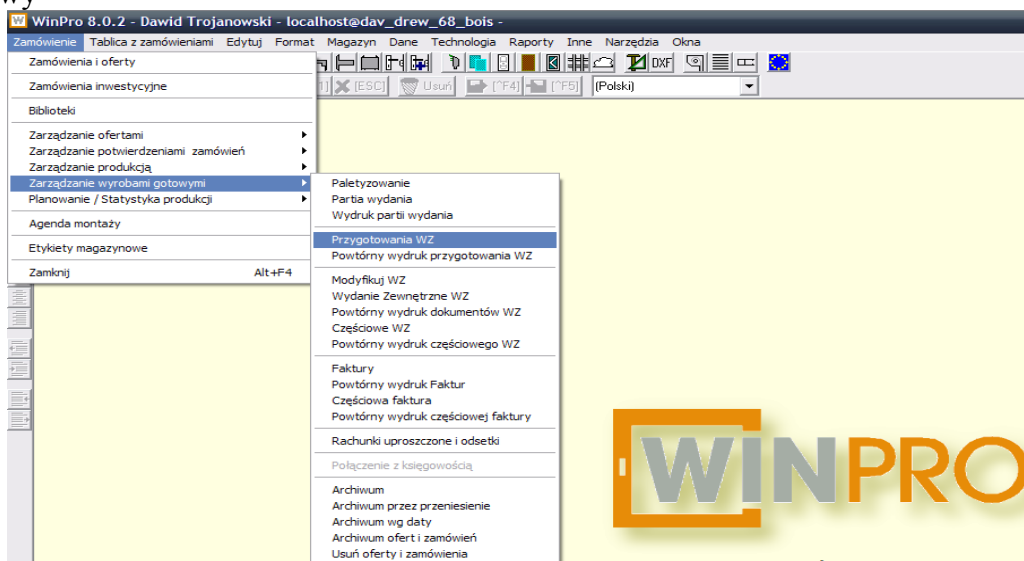 wy
WinPro 8.0.2 - Dawid Trojanowski - localhost@dav_drew_68_bois -
Zamówienie Tablica z zamówieniami Edytuj Format Magazyn Dane Technologia Raporty Inne Narzędzia Okna
DXF
[ESC] Usuń [^F4] [^F5] (Polski)
Zamówienia i oferty
Zamówienia inwestycyjne
Biblioteki
Zarządzanie ofertami
Zarządzanie potwierdzeniami zamówień
Zarządzanie produkcją
Zarządzanie wyrobami gotowymi
Planowanie / Statystyka produkcji
Agenda montaży
Etykiety magazynowe
Zamknij Alt+F4
Paletyzowanie
Partia wydania
Wydruk partii wydania
Przygotowania WZ
Powtórny wydruk przygotowania WZ
Modyfikuj WZ
Wydanie Zewnętrzne WZ
Powtórny wydruk dokumentów WZ
Częściowe WZ
Powtórny wydruk częściowego WZ
Faktury
Powtórny wydruk Faktur
Częściowa faktura
Powtórny wydruk częściowej faktury
Rachunki uproszczone i odsetki
Połączenie z księgowością
Archiwum
Archiwum przez przeniesienie
Archiwum wg daty
Archiwum ofert i zamówień
Usuń oferty i zamówienia
WINPRO